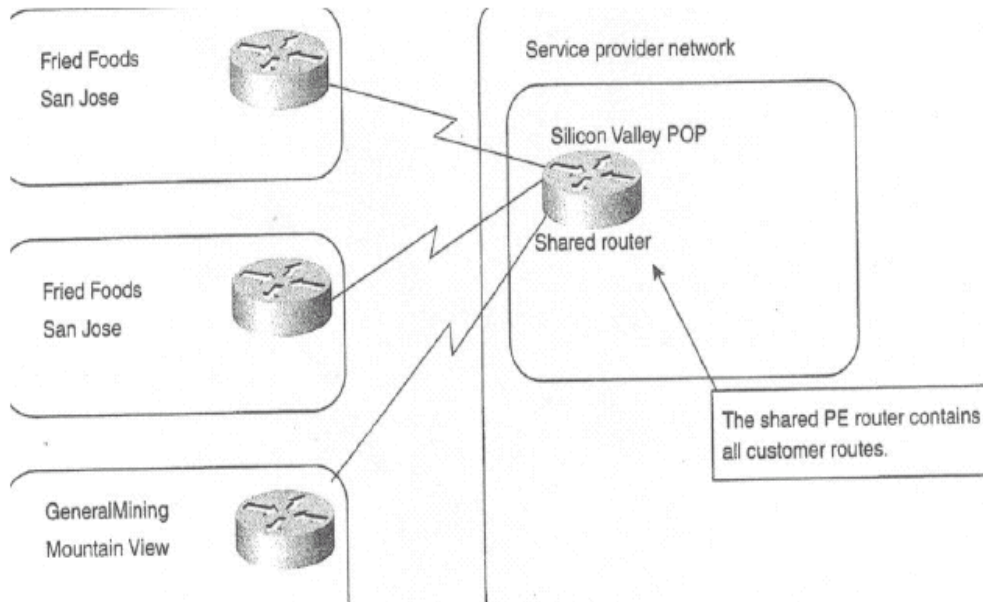 Fried Foods
San Jose
Service provider network
Silicon Valley POP
Shared router
Fried Foods
San Jose
The shared PE router contains
all customer routes.
GeneralMining
Mountain View